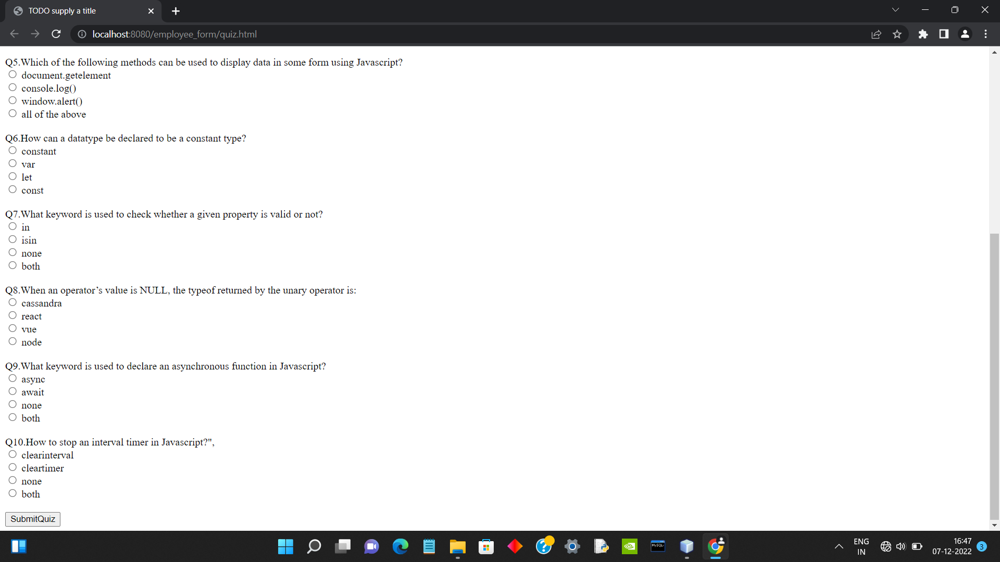 TODO supply a title
localhost:8080/employee_form/quiz.html
Q5.Which of the following methods can be used to display data in some form using Javascript?
document.getelement
console.log()
window.alert()
all of the above
Q6.How can a datatype be declared to be a constant type?
constant
var
let
const
Q7.What keyword is used to check whether a given property is valid or not?
in
isin
none
both
Q8.When an operator’s value is NULL, the typeof returned by the unary operator is:
cassandra
react
vue
node
Q9.What keyword is used to declare an asynchronous function in Javascript?
async
await
none
both
Q10.How to stop an interval timer in Javascript?",
clearinterval
cleartimer
none
both
SubmitQuiz
MySQL
ENG
IN
16:47
07-12-2022
3